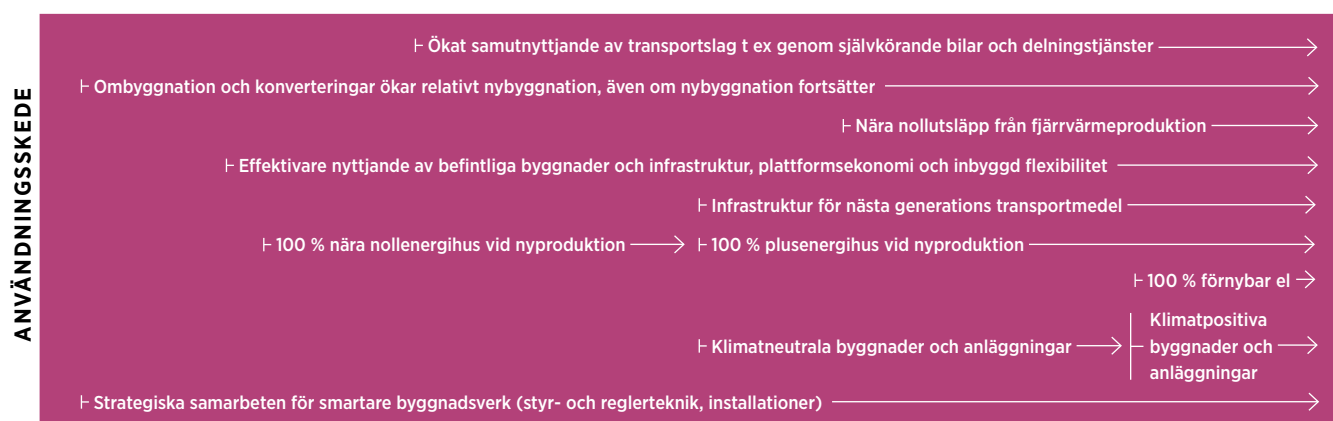 ANVÄNDNINGSSKEDE
Ökat samutnyttjande av transportslag t ex genom självkörande bilar och delningstjänster
Ombyggnation och konverteringar ökar relativt nybyggnation, även om nybyggnation fortsätter
Nära nollutsläpp från fjärrvärmeproduktion
Effektivare nyttjande av befintliga byggnader och infrastruktur, plattformsekonomi och inbyggd flexibilitet
Infrastruktur för nästa generations transportmedel
100 % nära nollenergihus vid nyproduktion
100 % plusenergihus vid nyproduktion
100 % förnybar el
Klimatneutrala byggnader och anläggningar
Klimatpositiva
byggnader och
anläggningar
Strategiska samarbeten för smartare byggnadsverk (styr- och reglerteknik, installationer)